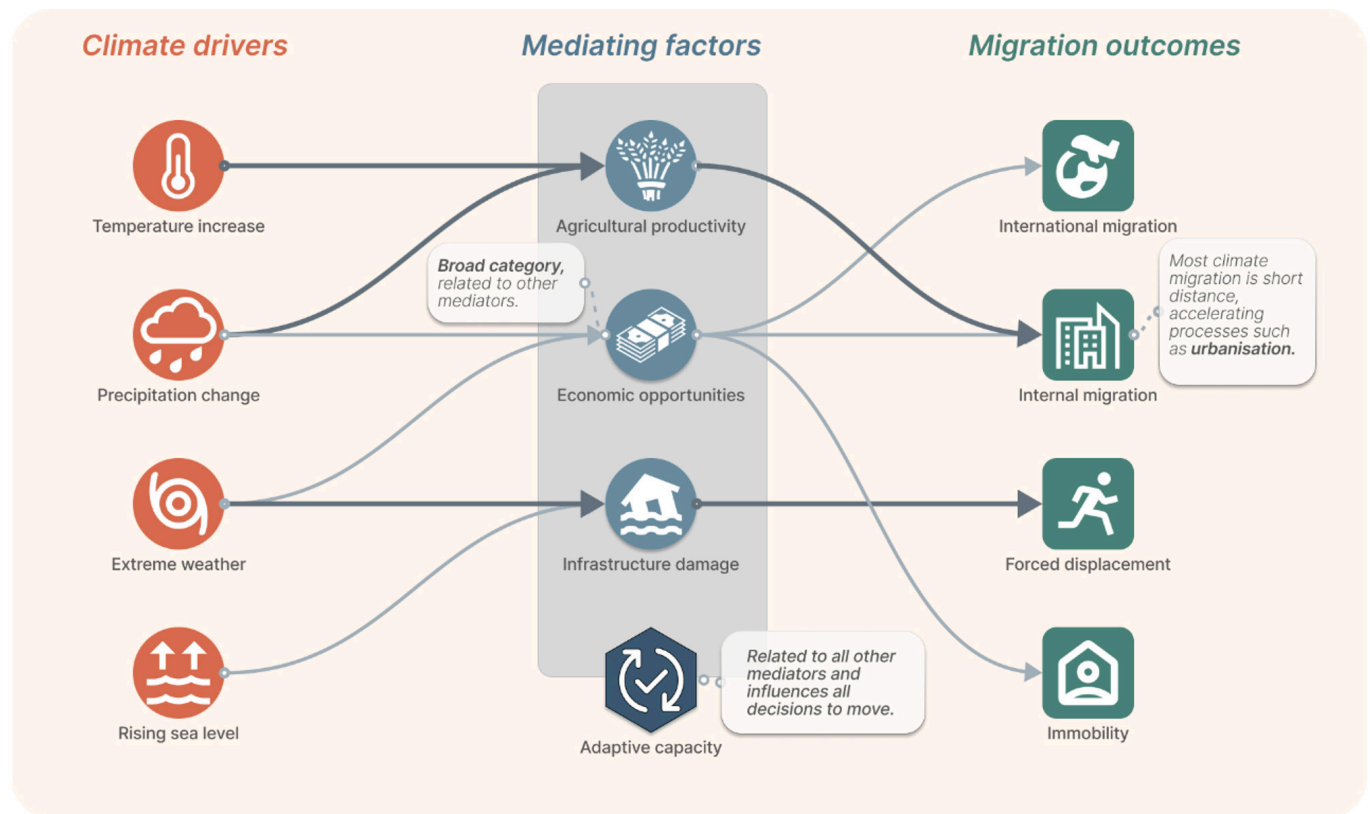 Climate drivers
Mediating factors
Migration outcomes
Temperature increase
Agricultural productivity
International migration
Broad category,
related to other
mediators.
Most climate
migration is short
distance,
accelerating
processes such
as urbanisation.
Precipitation change
Economic opportunities
Internal migration
Extreme weather
Infrastructure damage
Forced displacement
Related to all other
mediators and
influences all
decisions to move.
Rising sea level
Adaptive capacity
Immobility